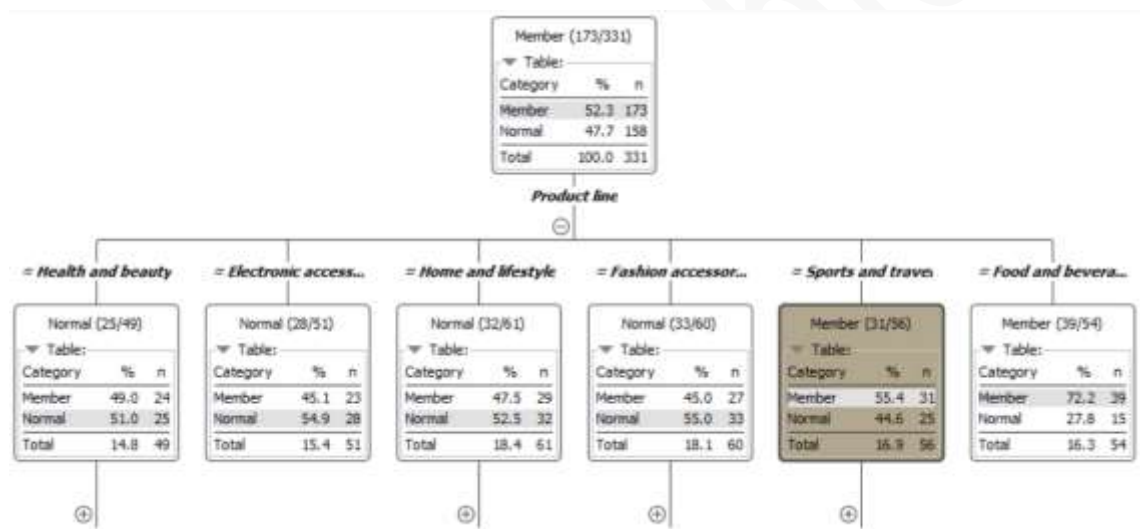 Member (173/331)
Table:
Category % n
Member 52.3 173
Normal 47.7 158
Total 100.0 331
Product line
= Health and beauty
= Electronic access...
= Home and lifestyle
= Fashion accessor...
= Sports and travel
= Food and bevera...
Normal (25/49)
Table:
Category % n
Member 49.0 24
Normal 51.0 25
Total 14.8 49
Normal (28/51)
Table:
Category % n
Member 45.1 23
Normal 54.9 28
Total 15.4 51
Normal (32/61)
Table:
Category % n
Member 47.5 29
Normal 52.5 32
Total 18.4 61
Normal (33/60)
Table:
Category % n
Member 45.0 27
Normal 55.0 33
Total 18.1 60
Member (31/56)
Table:
Category % n
Member 55.4 31
Normal 44.6 25
Total 16.9 56
Member (39/54)
Table:
Category % n
Member 72.2 39
Normal 27.8 15
Total 16.3 54